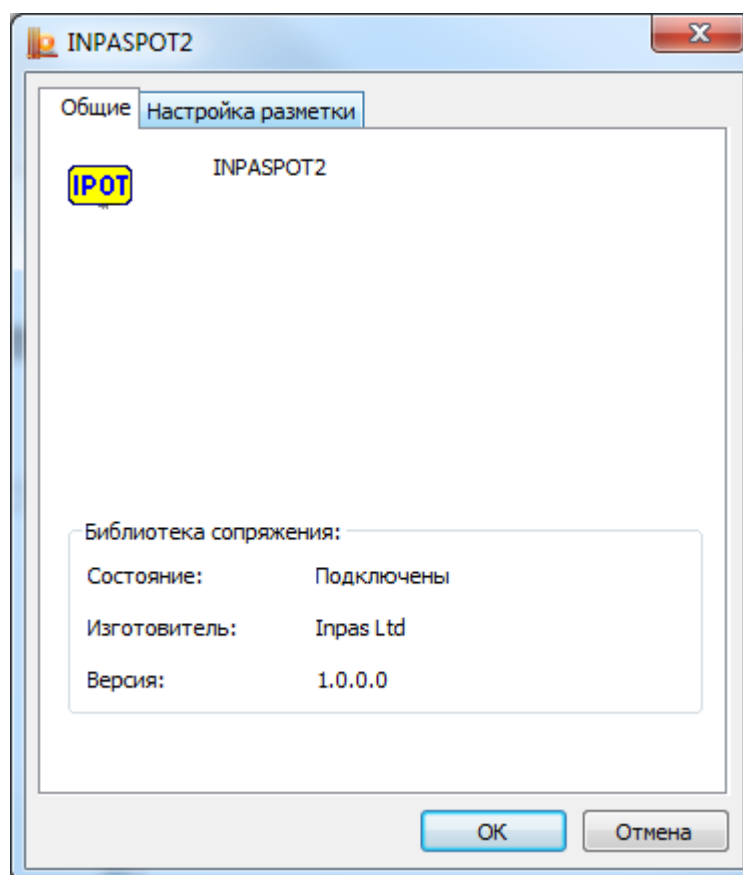 INPASPOT2
Общие Настройка разметки
IPOT INPASPOT2
Библиотека сопряжения:
Состояние: Подключены
Изготовитель: Inpas Ltd
Версия: 1.0.0.0
OK Отмена